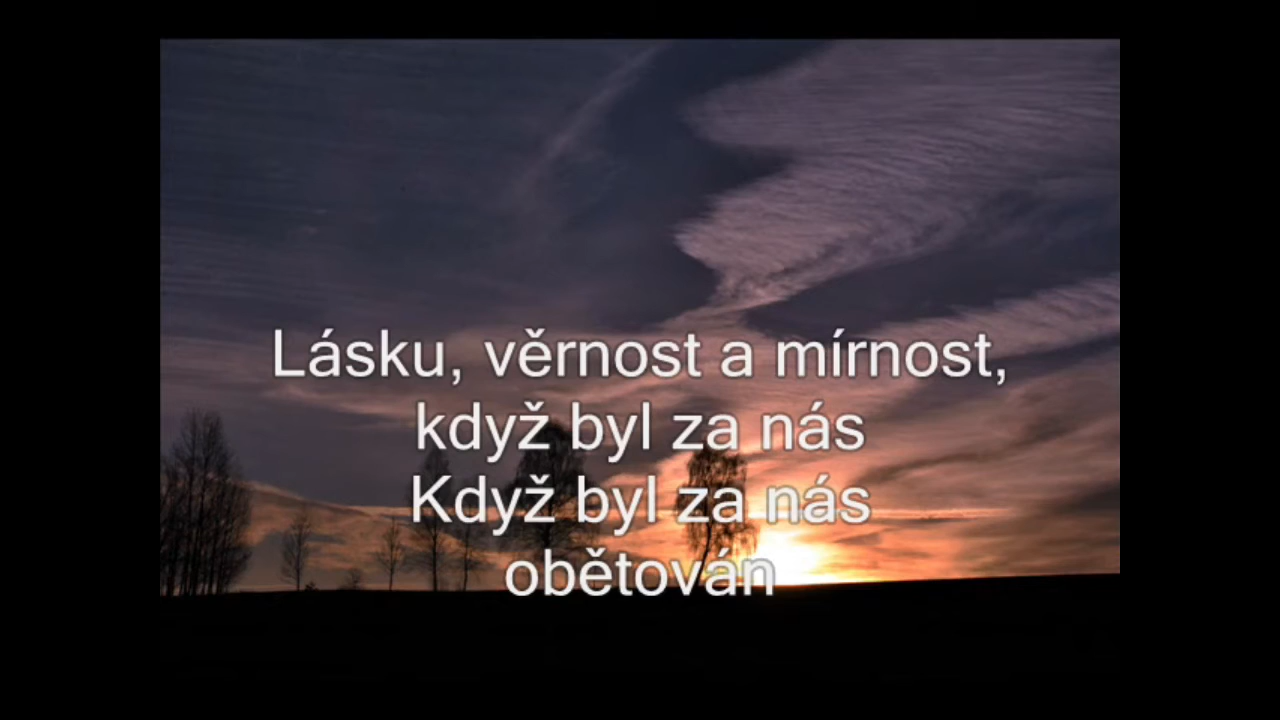 Lásku, věrnost a mírnost,
když byl za nás
Když byl za nás
obětován